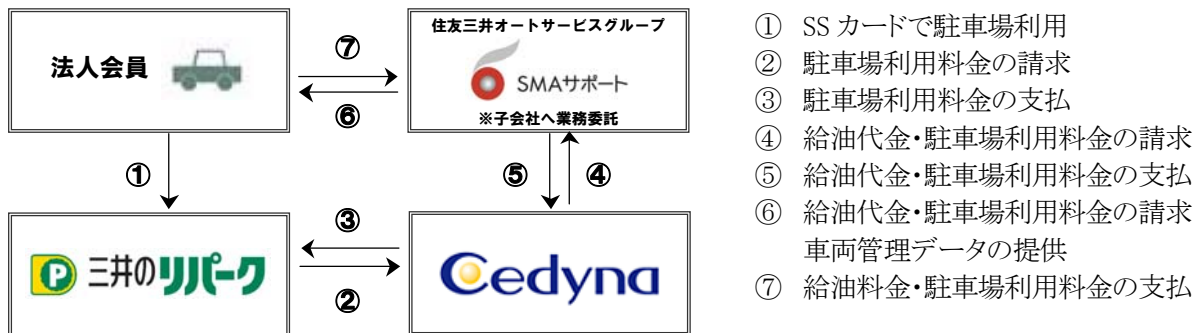 法人会員
⑦
⑥
住友三井オートサービスグループ
SMAサポート
※子会社へ業務委託
①
⑤
④
P 三井のリパーク
③
②
Cedyna
① SS カードで駐車場利用
② 駐車場利用料金の請求
③ 駐車場利用料金の支払
④ 給油代金・駐車場利用料金の請求
⑤ 給油代金・駐車場利用料金の支払
⑥ 給油代金・駐車場利用料金の請求
車両管理データの提供
⑦ 給油料金・駐車場利用料金の支払